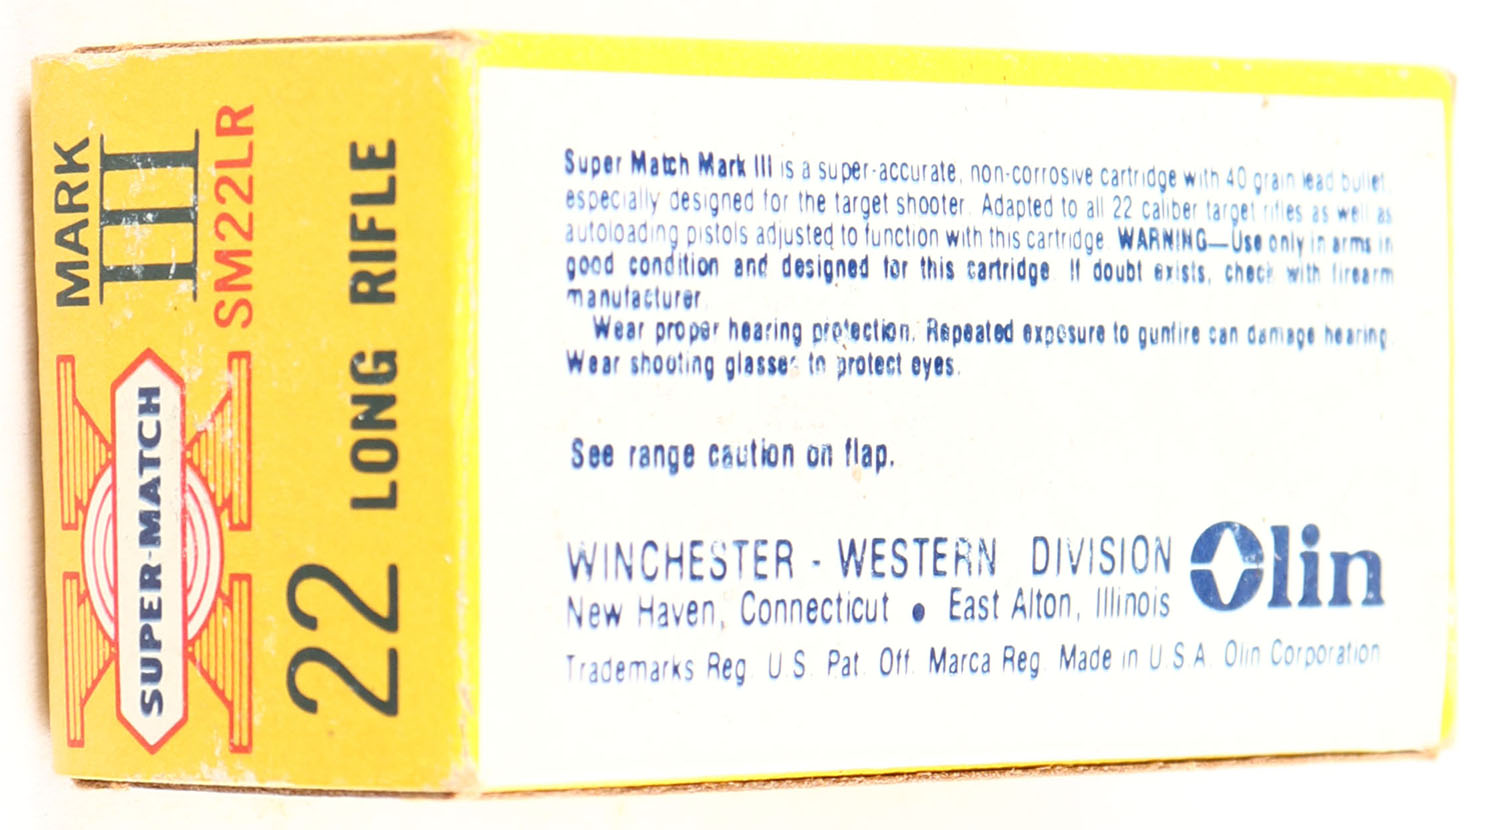 MARK
III
SM22LR
SUPER-MATCH
22 LONG RIFLE
Super Match Mark III is a super-accurate, non-corrosive cartridge with 40 grain lead bullet,
especially designed for the target shooter. Adapted to all 22 caliber target rifles as well as
autoloading pistols adjusted to function with this cartridge. WARNING—Use only in arms in
good condition and designed for this cartridge. If doubt exists, check with firearm
manufacturer.
Wear proper hearing protection. Repeated exposure to gunfire can damage hearing.
Wear shooting glasses to protect eyes.
See range caution on flap.
WINCHESTER - WESTERN DIVISION Olin
New Haven, Connecticut • East Alton, Illinois
Trademarks Reg. U.S. Pat. Off. Marca Reg. Made in U.S.A. Olin Corporation